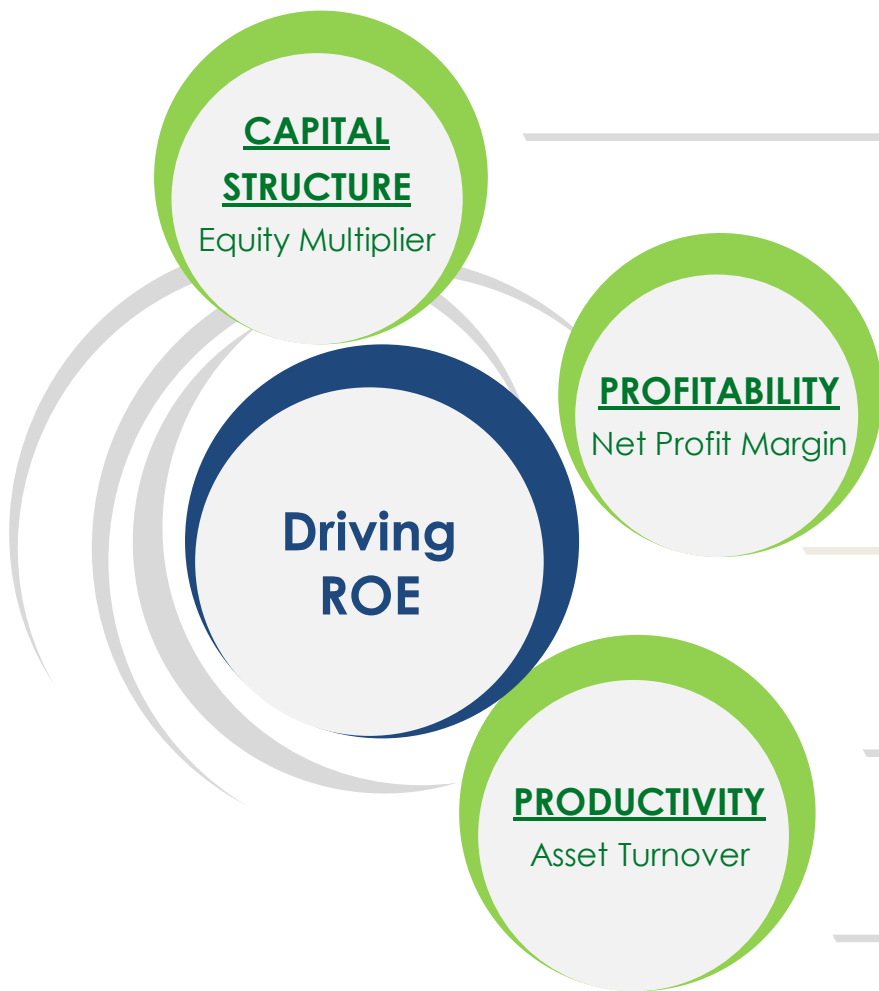 CAPITAL
STRUCTURE
Equity Multiplier
PROFITABILITY
Net Profit Margin
Driving
ROE
PRODUCTIVITY
Asset Turnover